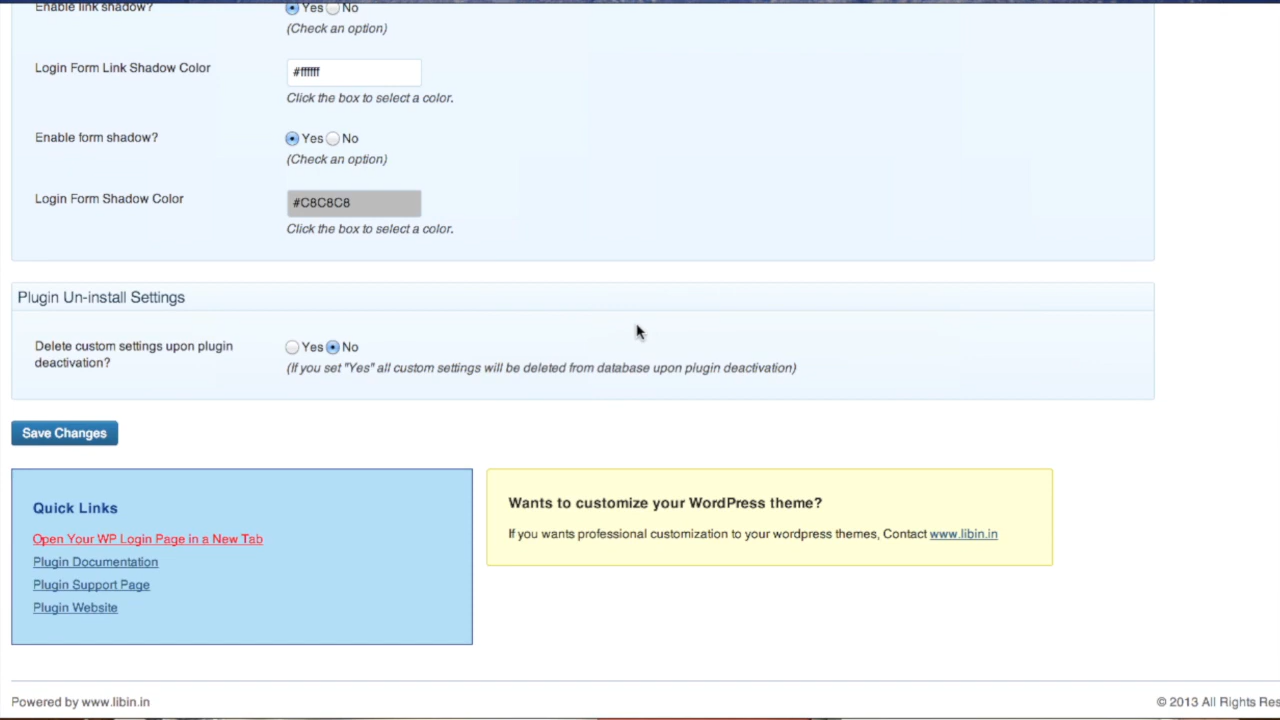 Enable link shadow?
Yes No
(Check an option)
Login Form Link Shadow Color
#ffffff
Click the box to select a color.
Enable form shadow?
Yes No
(Check an option)
Login Form Shadow Color
#C8C8C8
Click the box to select a color.
Plugin Un-install Settings
Delete custom settings upon plugin
deactivation?
Yes No
(If you set "Yes" all custom settings will be deleted from database upon plugin deactivation)
Save Changes
Quick Links
Open Your WP Login Page in a New Tab
Plugin Documentation
Plugin Support Page
Plugin Website
Wants to customize your WordPress theme?
If you wants professional customization to your wordpress themes, Contact www.libin.in
Powered by www.libin.in
© 2013 All Rights Res